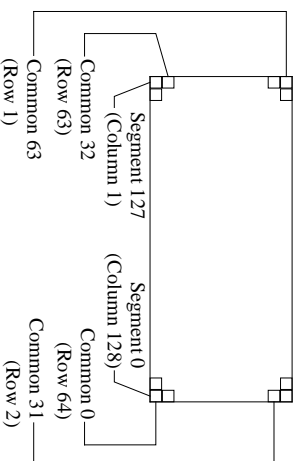 Segment 127
(Column 1)
Segment 0
(Column 128)
Common 32
(Row 63)
Common 0
(Row 64)
Common 63
(Row 1)
Common 31
(Row 2)